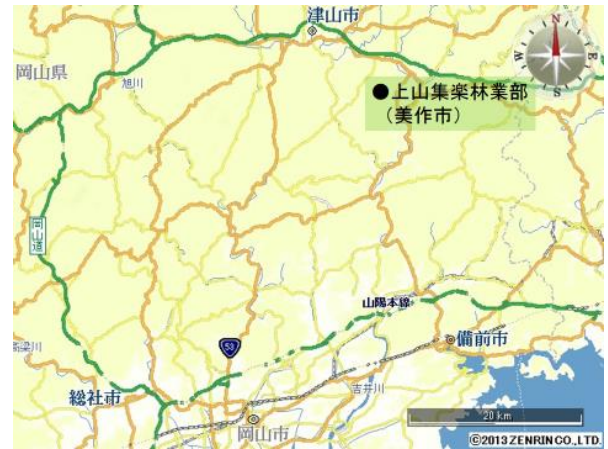 津山市
N
W
E
S
岡山県
旭川
●上山集楽林業部
（美作市）
岡山道
山陽本線
53
備前市
総社市
吉井川
岡山市
20 km
©2013 ZENRIN CO., LTD.